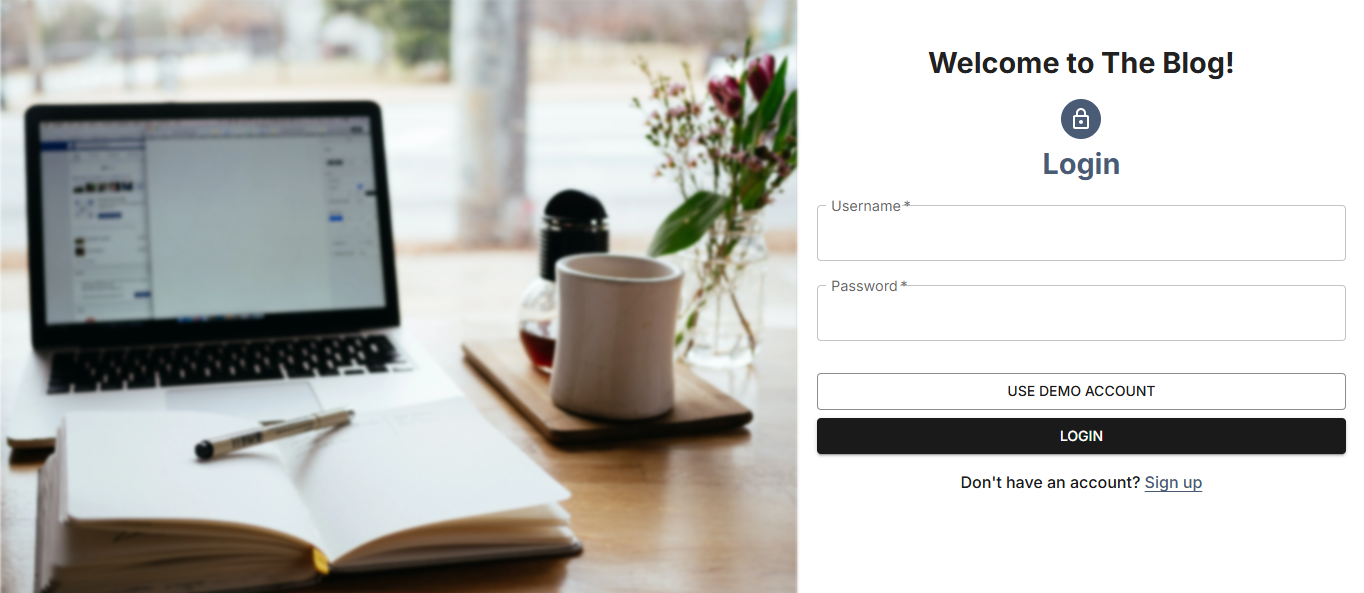 Welcome to The Blog!
Login
Username *
Password *
USE DEMO ACCOUNT
LOGIN
Don't have an account? Sign up